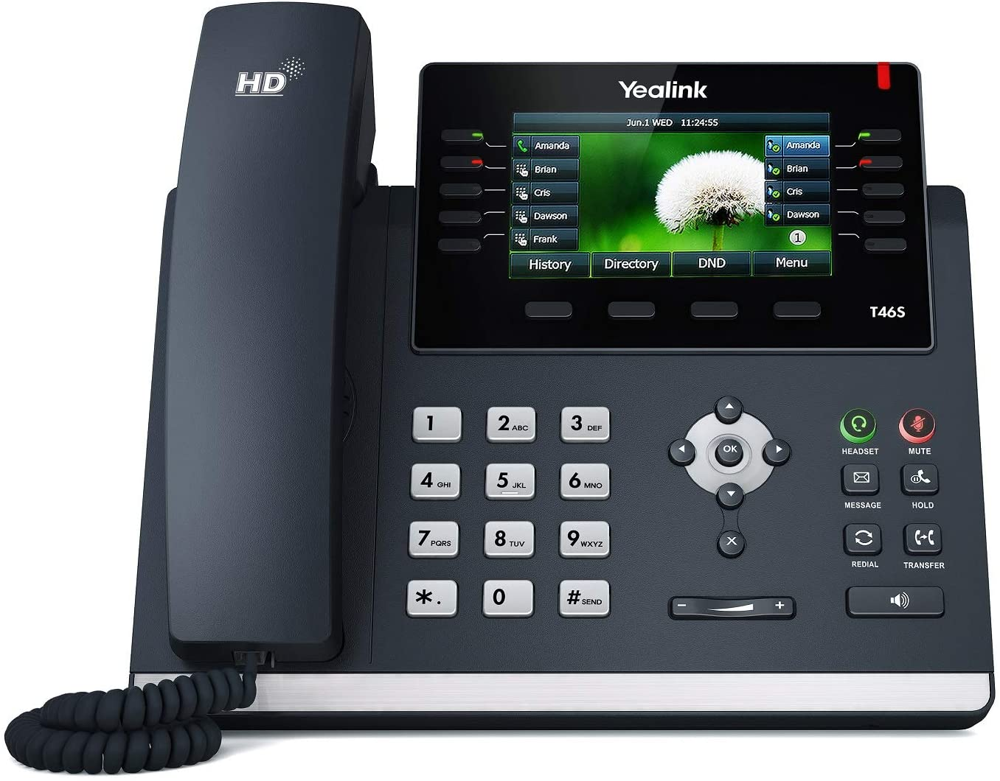 HD
Yealink
Jun.1 WED 11:24:55
Amanda
Brian
Cris
Dawson
Frank
Amanda
Brian
Cris
Dawson
1
History Directory DND Menu
T46S
1 2 ABC 3 DEF
4 GHI 5 JKL 6 MNO
7 PQRS 8 TUV 9 WXYZ
*. 0 # SEND
OK
X
- +
HEADSET MUTE
MESSAGE HOLD
REDIAL TRANSFER